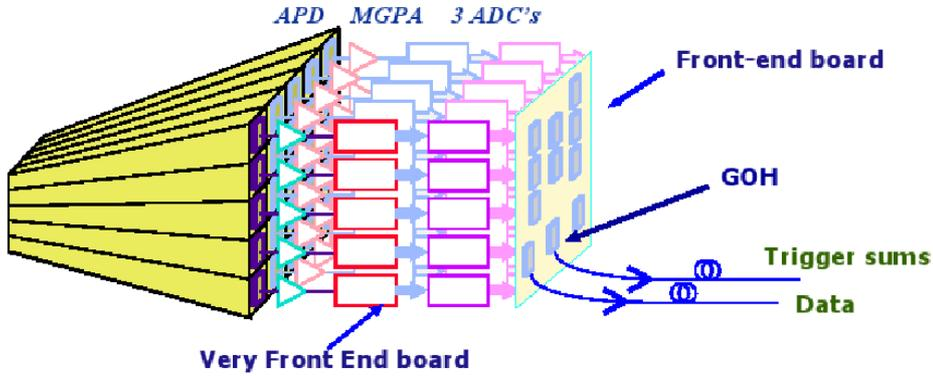 APD MGPA 3 ADC's
Front-end board
GOH
Trigger sums
Data
Very Front End board